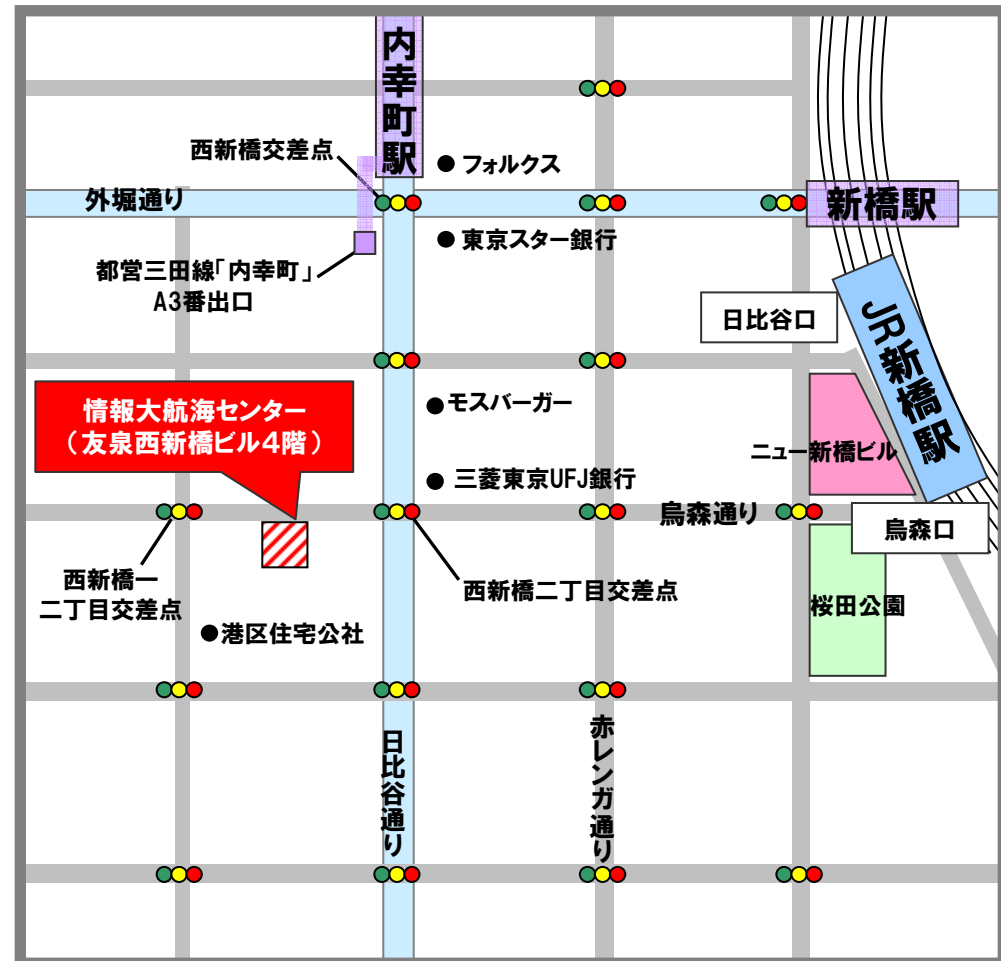 内幸町駅
西新橋交差点
フォルクス
外堀通り
新橋駅
東京スター銀行
都営三田線｢内幸町｣
A3番出口
日比谷口
JR新橋駅
情報大航海センター
（友泉西新橋ビル４階）
モスバーガー
ニュー新橋ビル
三菱東京UFJ銀行
烏森通り
烏森口
西新橋一
二丁目交差点
西新橋二丁目交差点
桜田公園
港区住宅公社
日比谷通り
赤レンガ通り